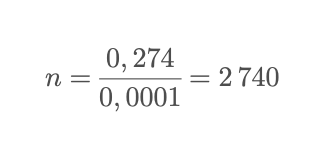 n = 0, 274 / 0, 0001 = 2 740